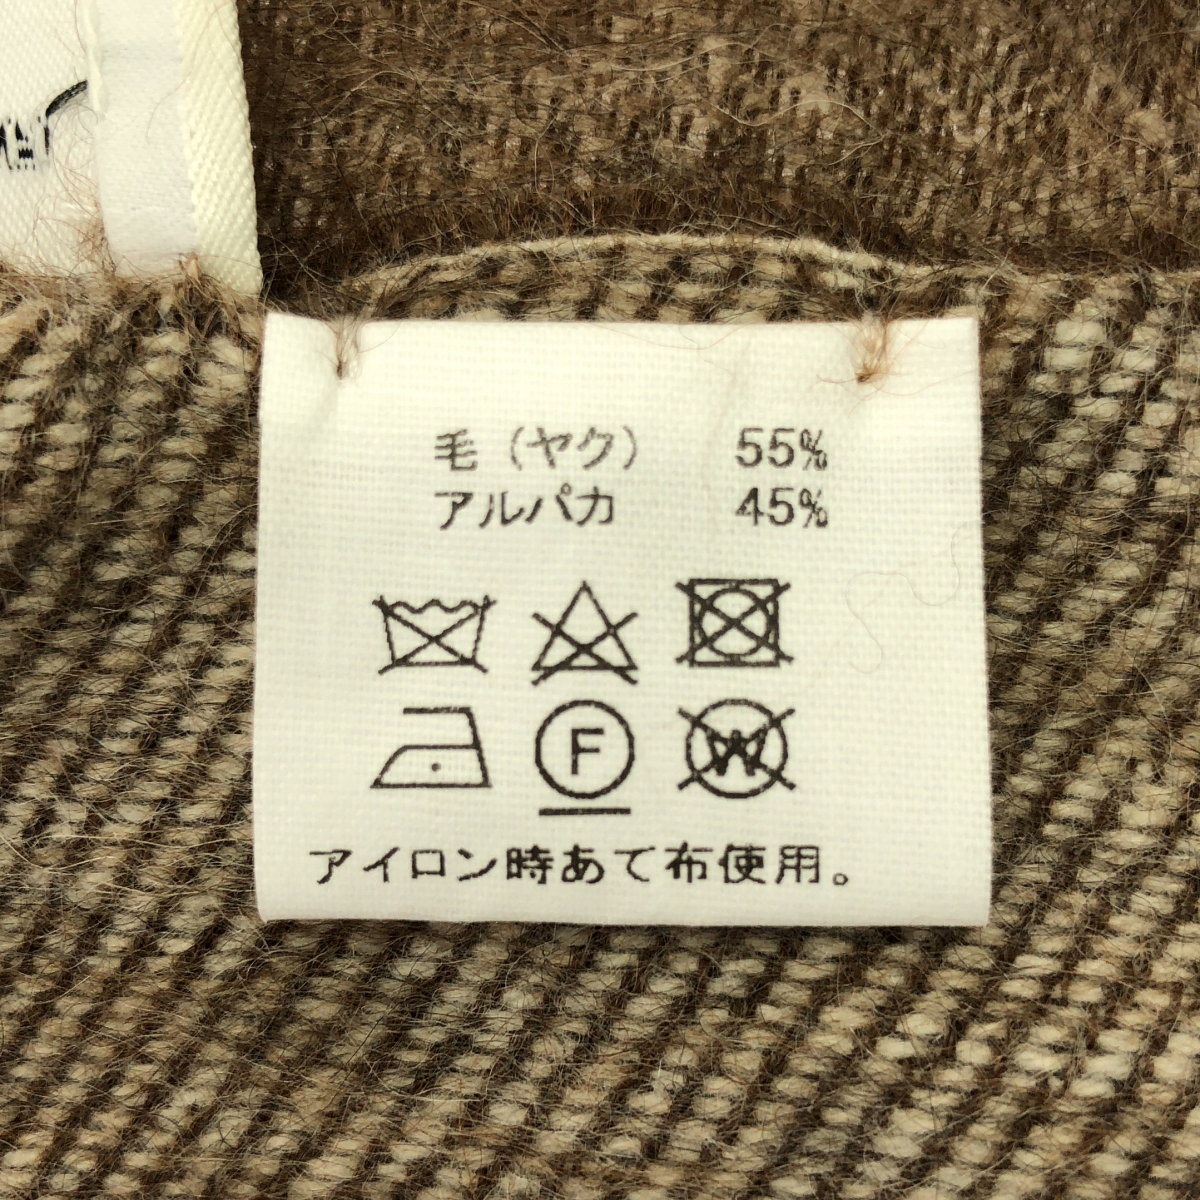 毛（ヤク） 55%
アルパカ 45%
F W
アイロン時あて布使用。